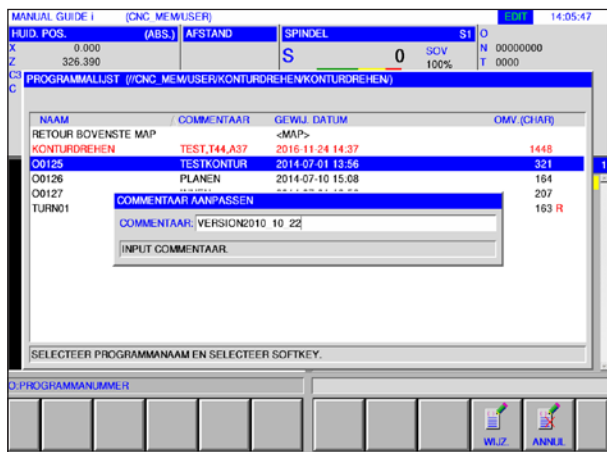 MANUAL GUIDE i (CNC_MEM/USER) EDIT 14:05:47
HUID. POS. (ABS.) AFSTAND SPINDEL S1 O
X 0.000 S 0 SOV 100% N 00000000
Z 326.390 T 0000
C3
C
PROGRAMMALIJST (//CNC_MEM/USER/KONTURDREHEN/KONTURDREHEN/)
NAAM COMMENTAAR GEWIJ. DATUM OMV.(CHAR)
RETOUR BOVENSTE MAP <MAP>
KONTURDREHEN TEST,T44,A37 2016-11-24 14:37 1448
O0125 TESTKONTUR 2014-07-01 13:56 321
O0126 PLANEN 2014-07-10 15:08 164
O0127 207
TURN01 163 R
COMMENTAAR AANPASSEN
COMMENTAAR: VERSION2010_10_22
INPUT COMMENTAAR.
SELECTEER PROGRAMMANAAM EN SELECTEER SOFTKEY.
O:PROGRAMMANUMMER
WIJZ. ANNUL.